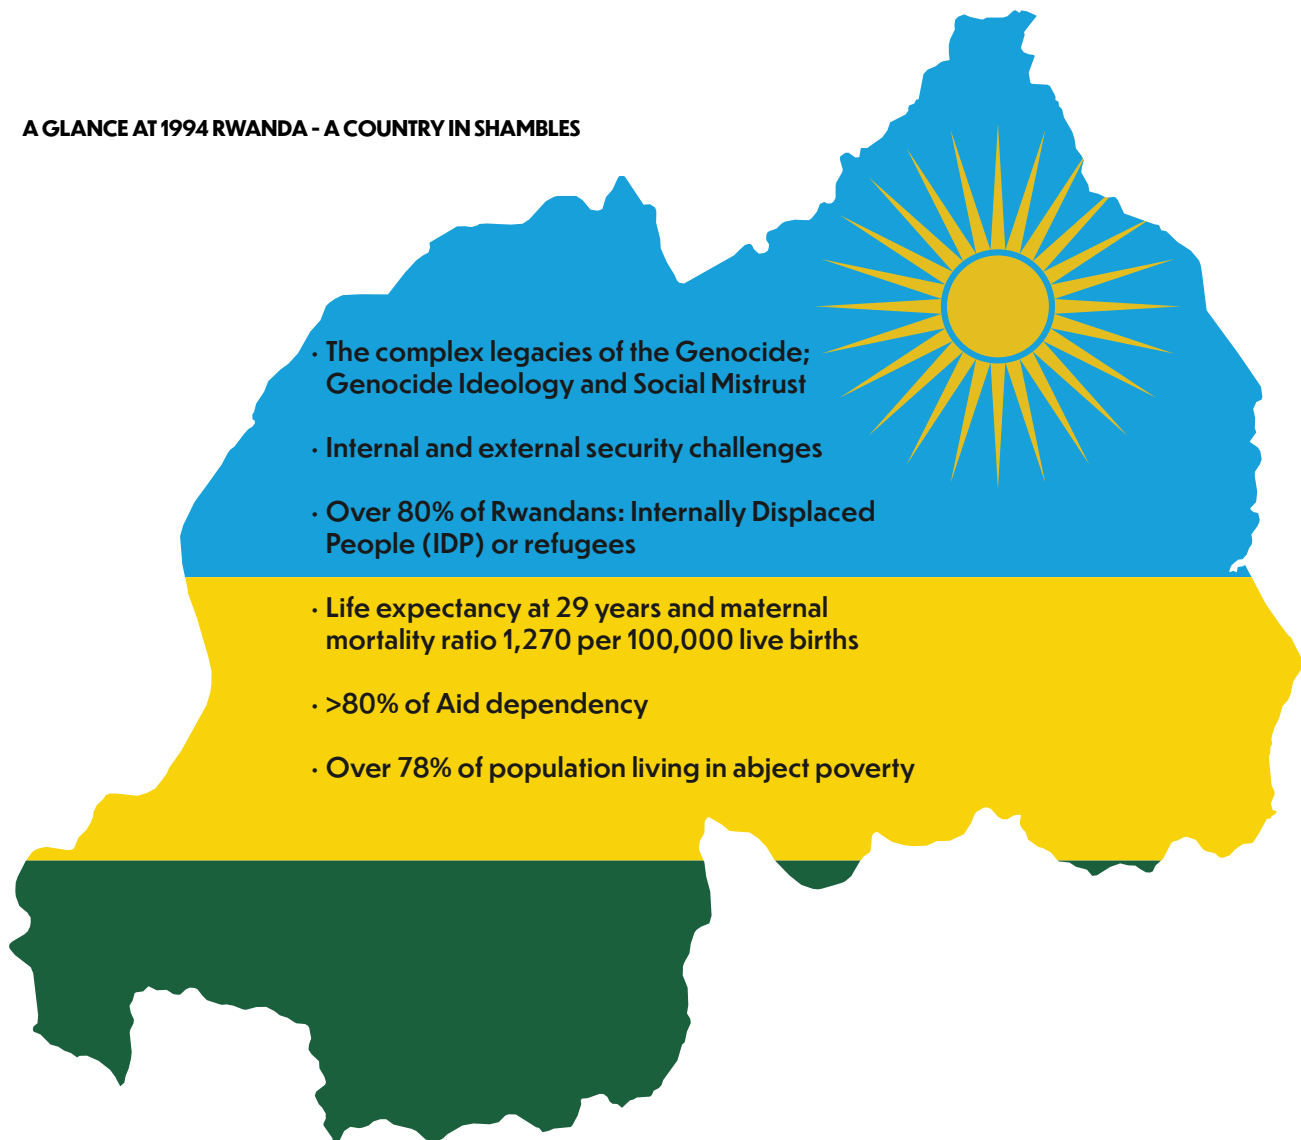 A GLANCE AT 1994 RWANDA - A COUNTRY IN SHAMBLES
· The complex legacies of the Genocide;
Genocide Ideology and Social Mistrust
· Internal and external security challenges
· Over 80% of Rwandans: Internally Displaced
People (IDP) or refugees
· Life expectancy at 29 years and maternal
mortality ratio 1,270 per 100,000 live births
· >80% of Aid dependency
· Over 78% of population living in abject poverty